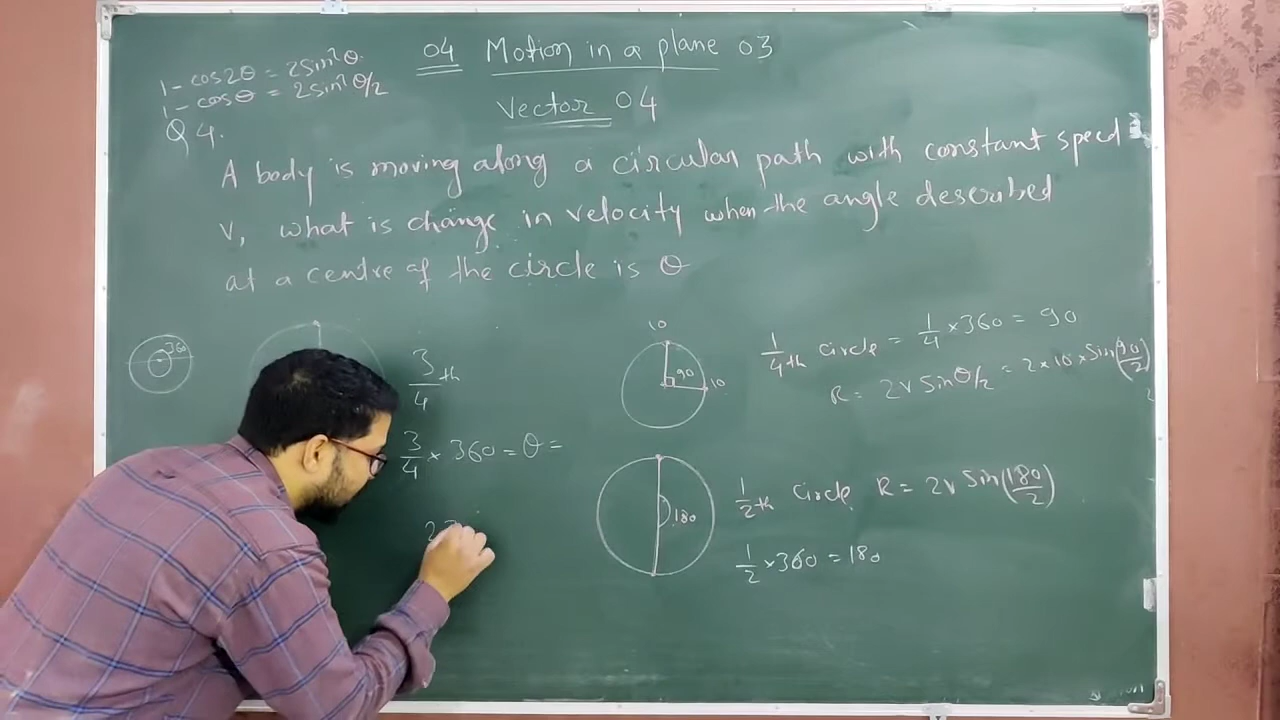 04 Motion in a plane 03
1 - cos2θ = 2sin²θ
1 - cosθ = 2sin²θ/2
Vector 04
Q 4.
A body is moving along a circular path with constant speed
V, what is change in velocity when the angle described
at a centre of the circle is θ
360
3/4 th
3/4 × 360 = θ =
27
10
90
10
1/4 th circle = 1/4 × 360 = 90
R = 2V Sin θ/2 = 2 × 10 × Sin(90/2)
180
1/2 th Circle R = 2V Sin(180/2)
1/2 × 360 = 180